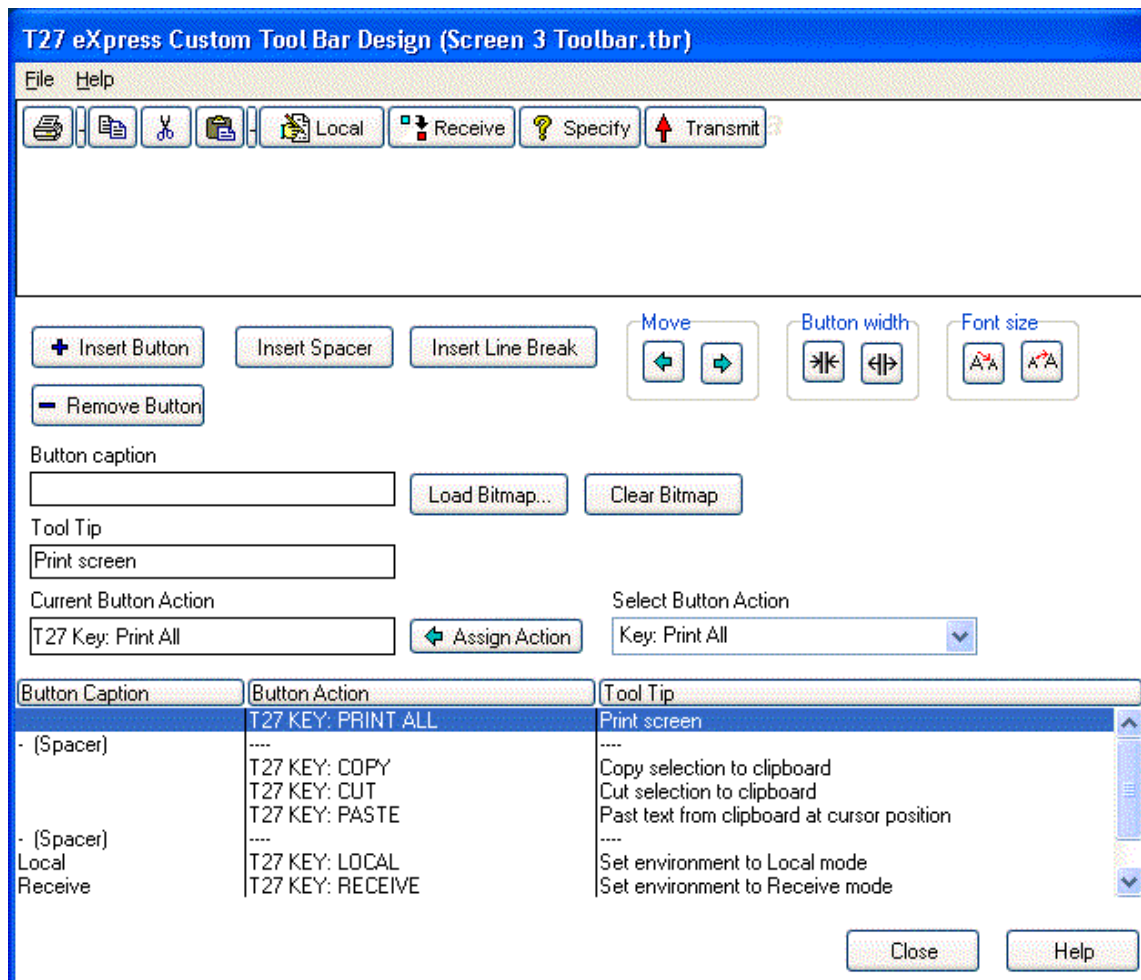 T27 eXpress Custom Tool Bar Design (Screen 3 Toolbar.tbr)
File Help
Local Receive Specify Transmit
Move Button width Font size
Insert Button Insert Spacer Insert Line Break
Remove Button
Button caption
Load Bitmap... Clear Bitmap
Tool Tip
Print screen
Current Button Action Select Button Action
T27 Key: Print All Assign Action Key: Print All
Button Caption Button Action Tool Tip
T27 KEY: PRINT ALL Print screen
- (Spacer) ---- ----
T27 KEY: COPY Copy selection to clipboard
T27 KEY: CUT Cut selection to clipboard
T27 KEY: PASTE Past text from clipboard at cursor position
- (Spacer) ---- ----
Local T27 KEY: LOCAL Set environment to Local mode
Receive T27 KEY: RECEIVE Set environment to Receive mode
Close Help